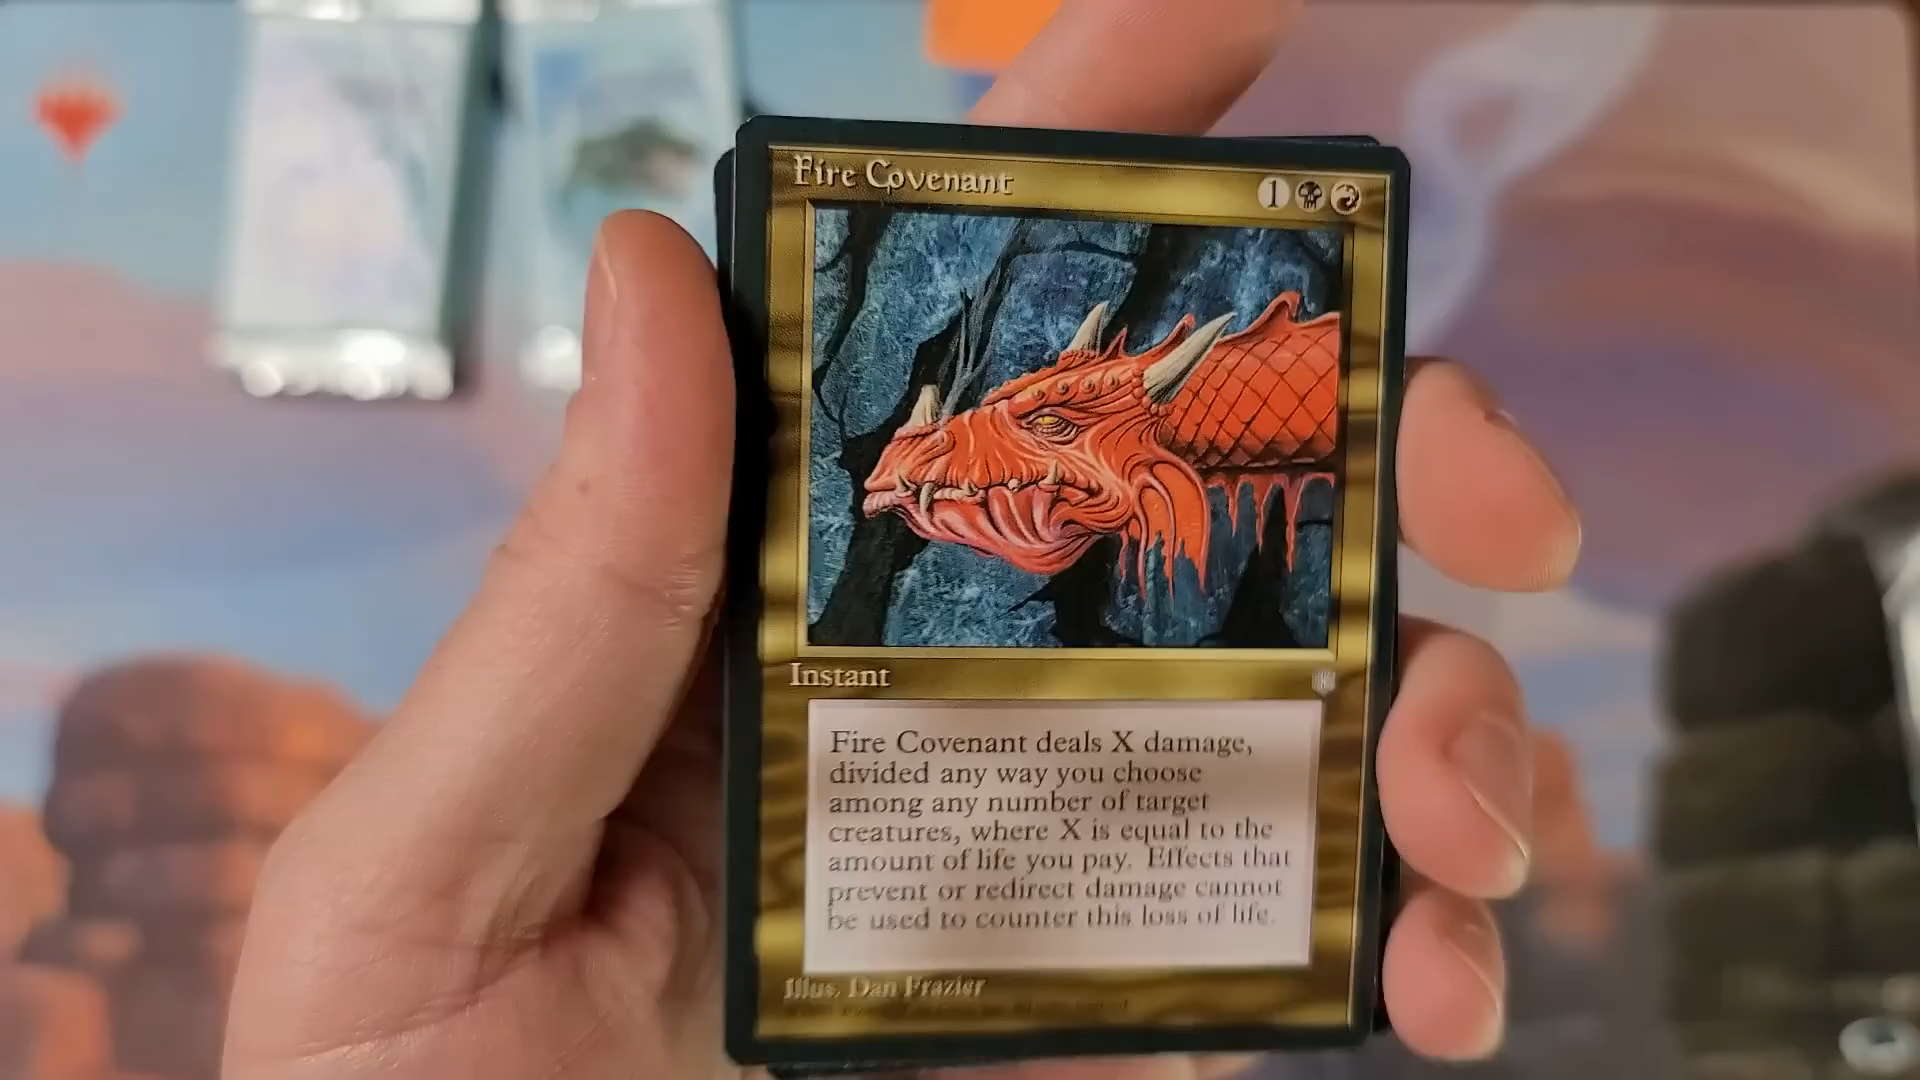 Fire Covenant
1
Instant
Fire Covenant deals X damage,
divided any way you choose
among any number of target
creatures, where X is equal to the
amount of life you pay. Effects that
prevent or redirect damage cannot
be used to counter this loss of life.
Illus. Dan Frazier